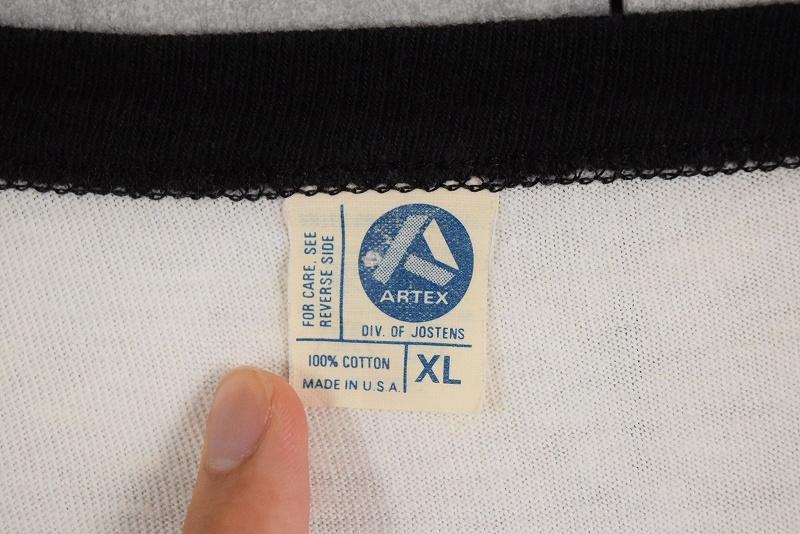 FOR CARE, SEE
REVERSE SIDE
ARTEX
DIV. OF JOSTENS
100% COTTON
MADE IN U.S.A.
XL